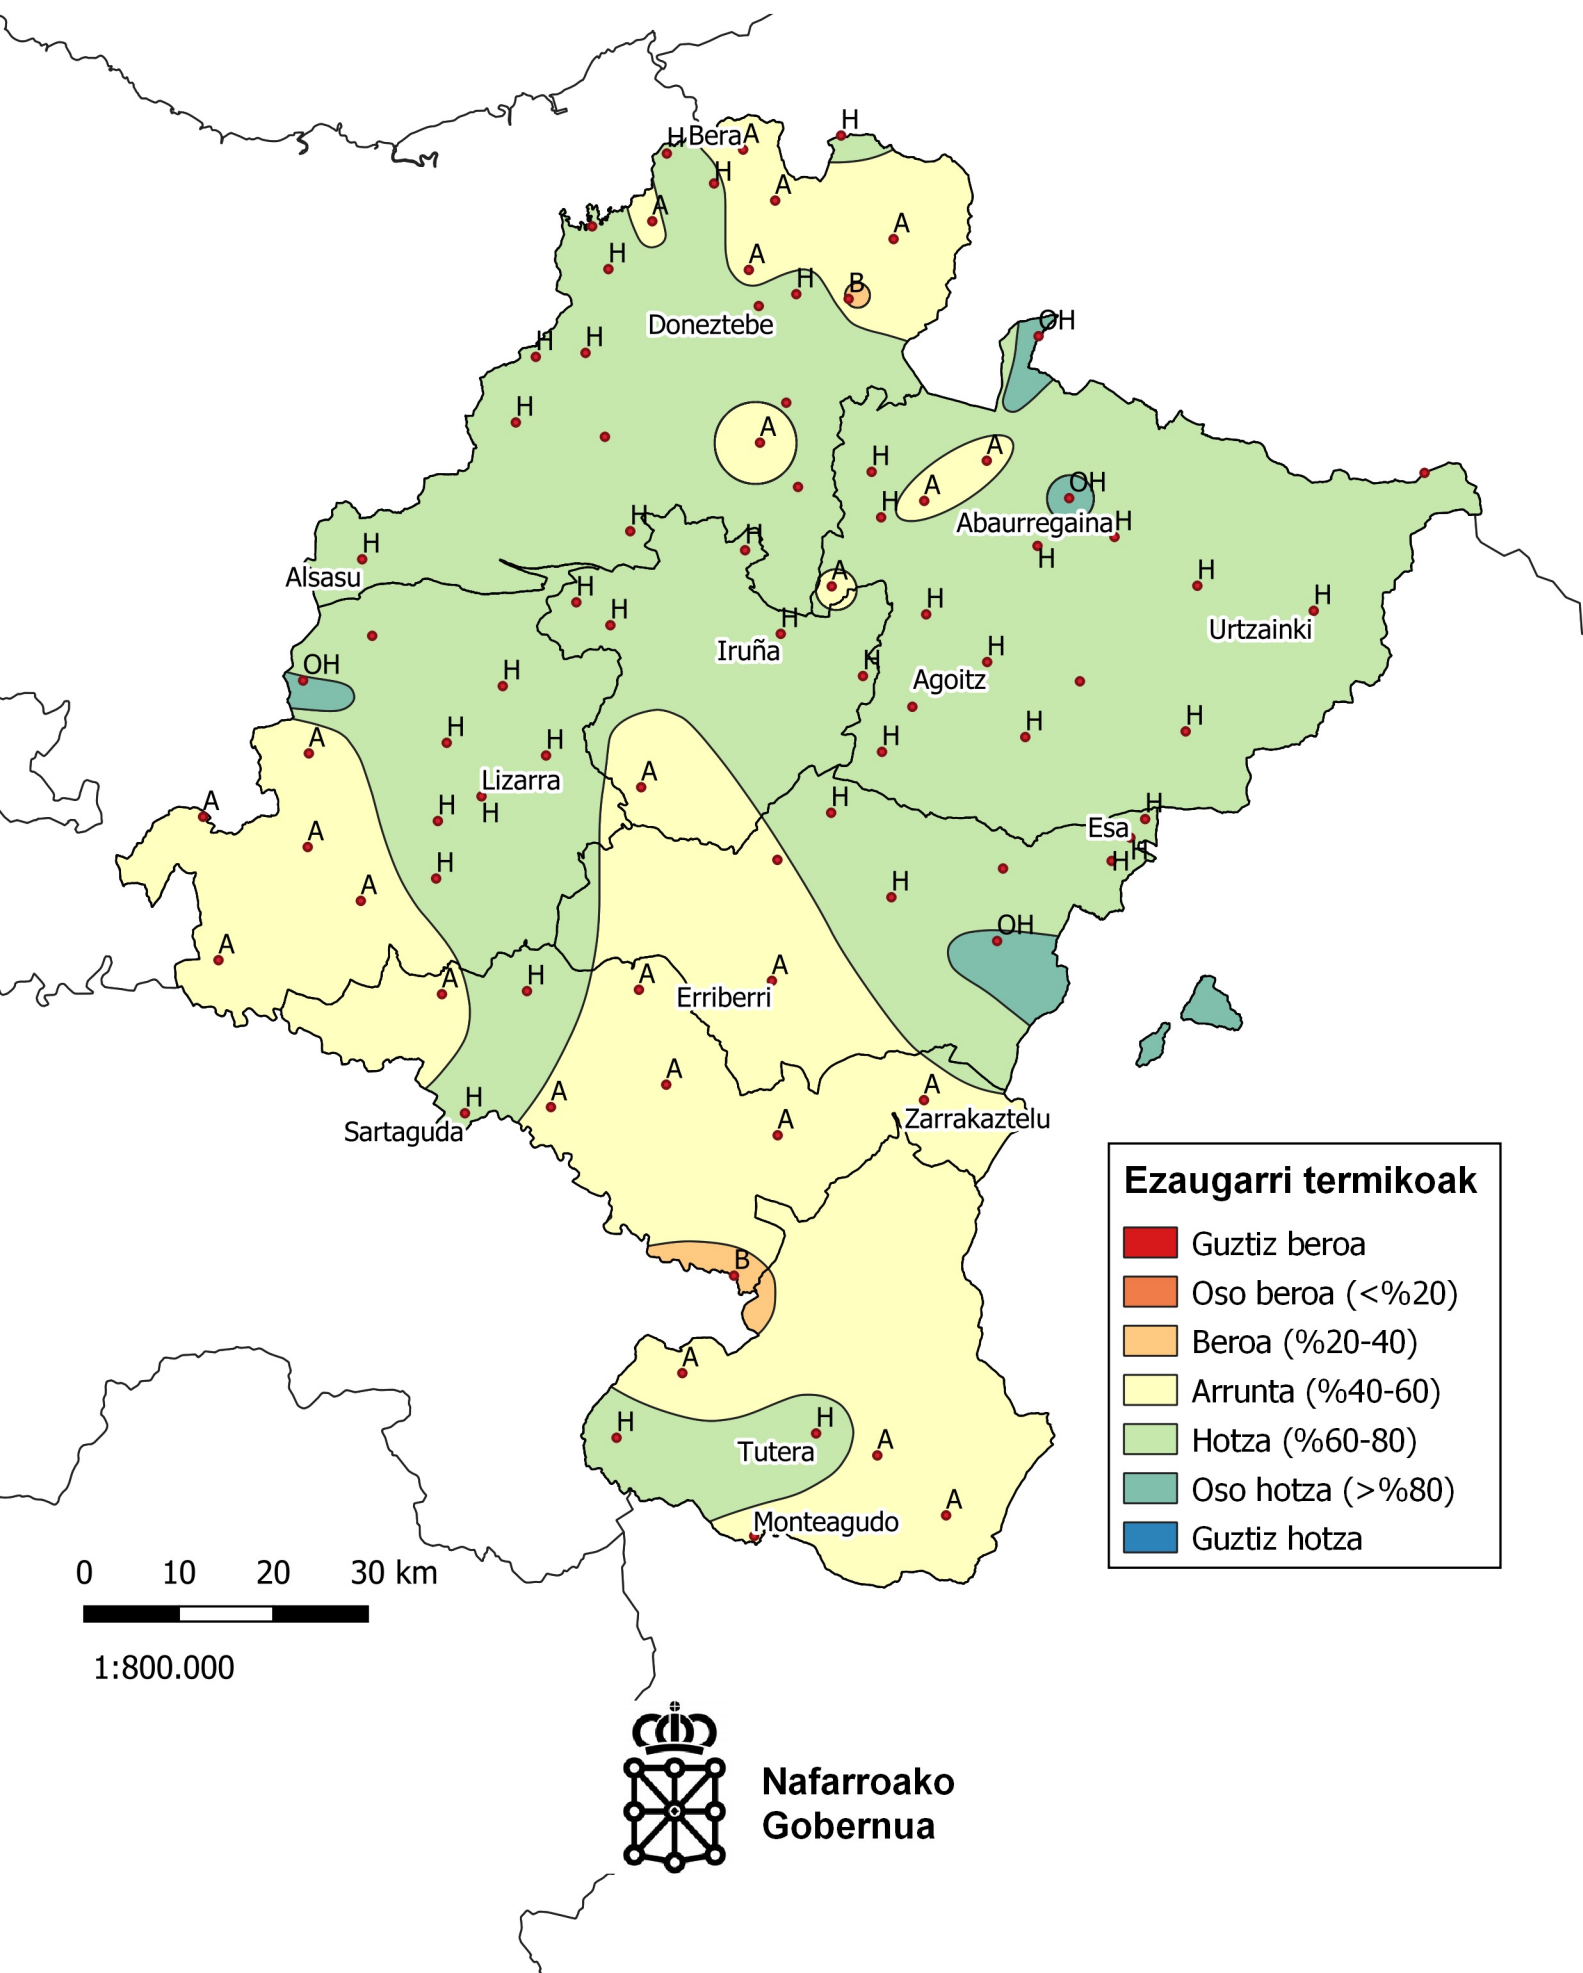 H
H Bera A
H
A
A
A
H
A
H
B
Doneztebe
OH
H
H
H
A
A
H
A
OH
H
Abaurregaina H
H
H
H
H
Alsasu
A
H
H
H
H
H
H
Urtzainki
Iruña
H
H
OH
H
Agoitz
H
H
H
H
A
H
H
Lizarra
A
A
H
H
H
H
Esa
A
H
H
H
A
H
OH
A
A
H
A
A
Erriberri
A
A
A
H
A
Zarrakaztelu
Sartaguda
B
A
H
H
Tutera
A
A
Monteagudo
Ezaugarri termikoak
Guztiz beroa
Oso beroa (<%20)
Beroa (%20-40)
Arrunta (%40-60)
Hotza (%60-80)
Oso hotza (>%80)
Guztiz hotza
0 10 20 30 km
1:800.000
Nafarroako
Gobernua